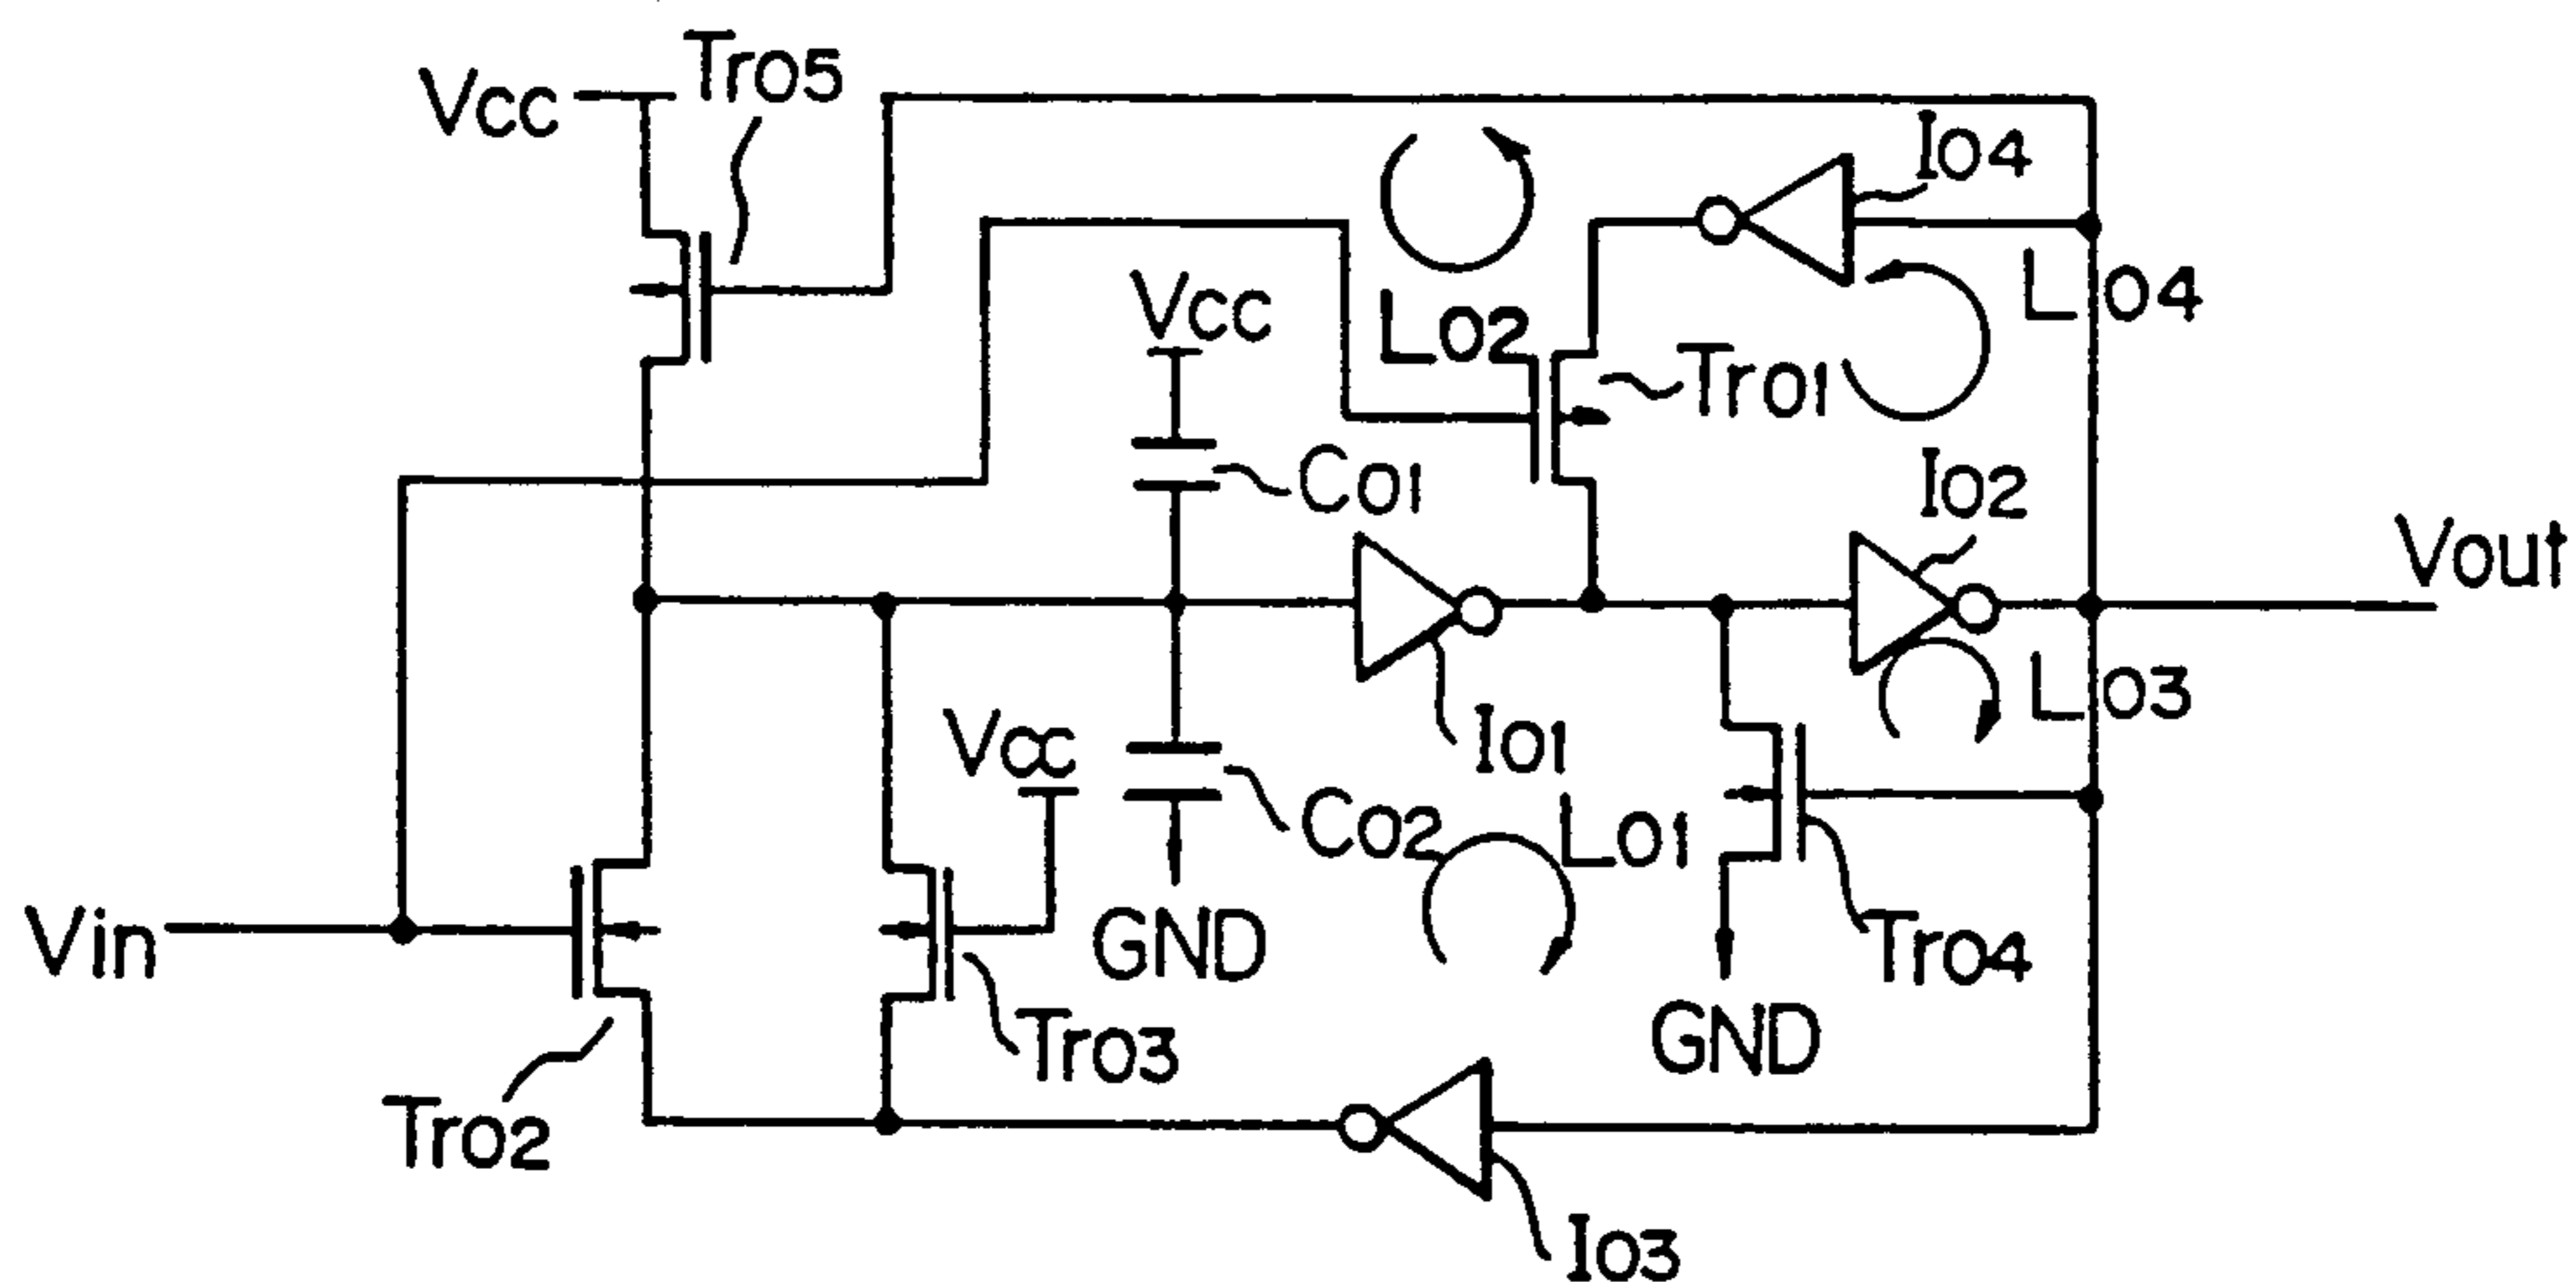 Tr05
Vcc
I04
L04
Vcc
L02
Tr01
C01
I02
Vout
L03
Vcc
I01
C02
L01
Vin
GND
Tr04
Tr03
GND
Tr02
I03